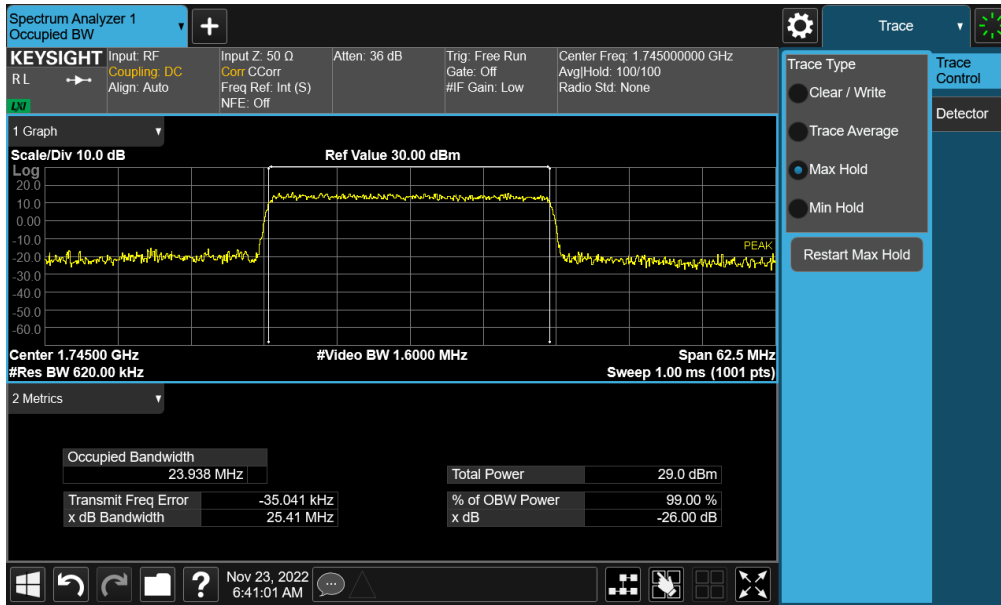 Spectrum Analyzer 1
Occupied BW
+
Trace
KEYSIGHT
R L
LXI
Input: RF
Coupling: DC
Align: Auto
Input Z: 50 Ω
Corr CCorr
Freq Ref: Int (S)
NFE: Off
Atten: 36 dB
Trig: Free Run
Gate: Off
#IF Gain: Low
Center Freq: 1.745000000 GHz
Avg|Hold: 100/100
Radio Std: None
1 Graph
Scale/Div 10.0 dB
Ref Value 30.00 dBm
Log
20.0
10.0
0.00
-10.0
-20.0
-30.0
-40.0
-50.0
-60.0
PEAK
Center 1.74500 GHz
#Video BW 1.6000 MHz
Span 62.5 MHz
#Res BW 620.00 kHz
Sweep 1.00 ms (1001 pts)
2 Metrics
Occupied Bandwidth
23.938 MHz
Total Power 29.0 dBm
Transmit Freq Error -35.041 kHz
% of OBW Power 99.00 %
x dB Bandwidth 25.41 MHz
x dB -26.00 dB
?
Nov 23, 2022
6:41:01 AM
Trace Type
Clear / Write
Trace Average
Max Hold
Min Hold
Restart Max Hold
Trace
Control
Detector